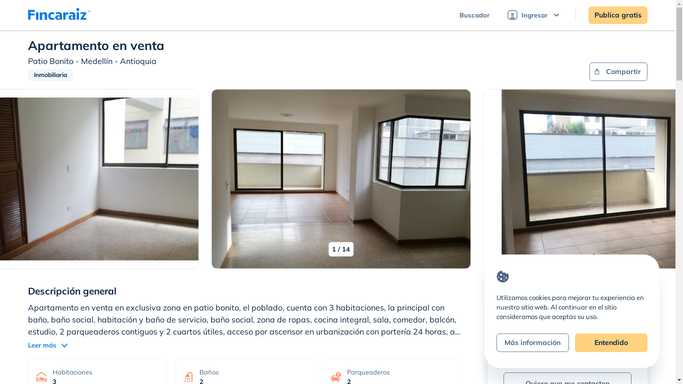 Fincaraiz
Buscador
Ingresar
Publica gratis
Apartamento en venta
Patio Bonito - Medellín - Antioquia
Inmobiliaria
Compartir
1 / 14
Descripción general
Apartamento en venta en exclusiva zona en patio bonito, el poblado, cuenta con 3 habitaciones, la principal con
baño, baño social, habitación y baño de servicio, baño social, zona de ropas, cocina integral, sala, comedor, balcón,
estudio, 2 parqueaderos contiguos y 2 cuartos útiles, acceso por ascensor en urbanización con portería 24 horas, a...
Leer más
Habitaciones
3
Baños
2
Parqueaderos
2
Utilizamos cookies para mejorar tu experiencia en
nuestro sitio web. Al continuar en el sitio
consideramos que aceptas su uso.
Más información
Entendido
Quiero que me contacten